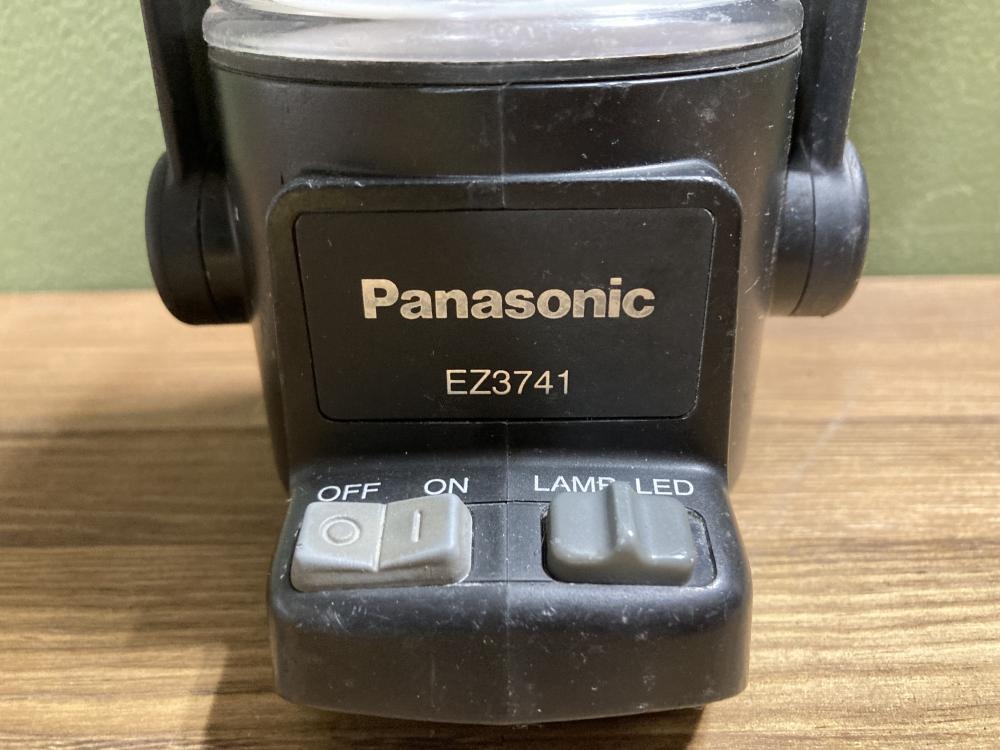 Panasonic
EZ3741
OFF ON LAMP LED